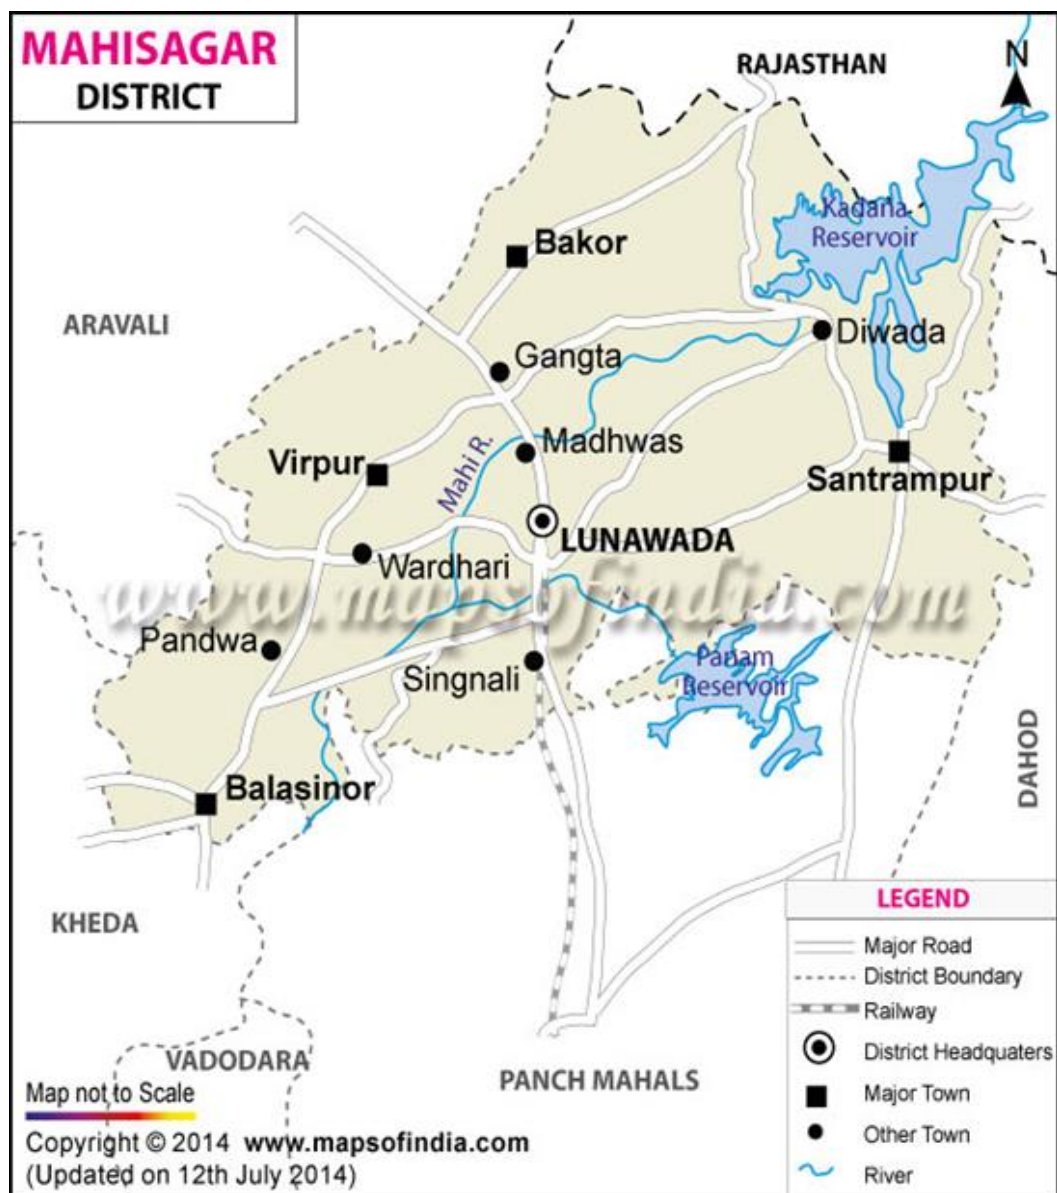 MAHISAGAR
DISTRICT
RAJASTHAN
N
Kadana
Reservoir
Bakor
ARAVALI
Diwada
Gangta
Madhwas
Virpur
Mahi R.
Santrampur
LUNAWADA
Wardhari
www.mapsofindia.com
Pandwa
Singnali
Panam
Reservoir
Balasinor
DAHOD
KHEDA
VADODARA
PANCH MAHALS
LEGEND
Major Road
District Boundary
Railway
District Headquaters
Major Town
Other Town
River
Map not to Scale
Copyright © 2014 www.mapsofindia.com
(Updated on 12th July 2014)